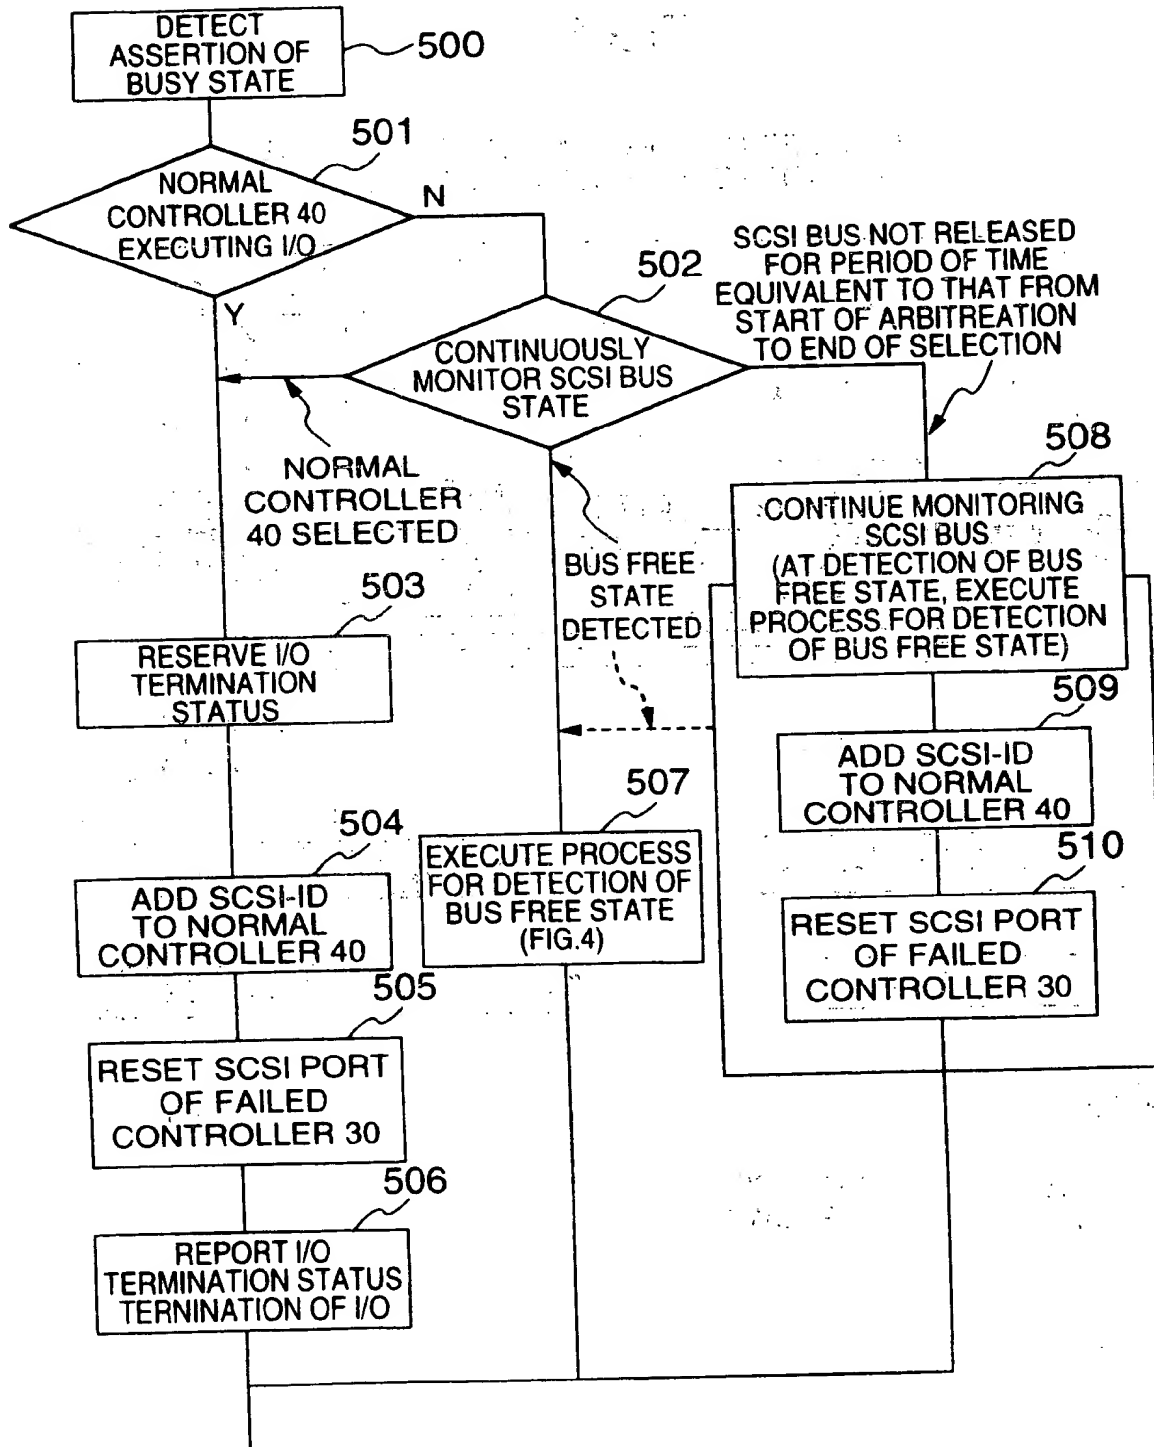 DETECT
ASSERTION OF
BUSY STATE
500
501
NORMAL
CONTROLLER 40
EXECUTING I/O
N
Y
502
CONTINUOUSLY
MONITOR SCSI BUS
STATE
SCSI BUS NOT RELEASED
FOR PERIOD OF TIME
EQUIVALENT TO THAT FROM
START OF ARBITREATION
TO END OF SELECTION
NORMAL
CONTROLLER
40 SELECTED
BUS FREE
STATE
DETECTED
508
CONTINUE MONITORING
SCSI BUS
(AT DETECTION OF BUS
FREE STATE, EXECUTE
PROCESS FOR DETECTION
OF BUS FREE STATE)
503
RESERVE I/O
TERMINATION
STATUS
509
ADD SCSI-ID
TO NORMAL
CONTROLLER 40
504
ADD SCSI-ID
TO NORMAL
CONTROLLER 40
507
EXECUTE PROCESS
FOR DETECTION OF
BUS FREE STATE
(FIG.4)
510
RESET SCSI PORT
OF FAILED
CONTROLLER 30
505
RESET SCSI PORT
OF FAILED
CONTROLLER 30
506
REPORT I/O
TERMINATION STATUS
TERNINATION OF I/O